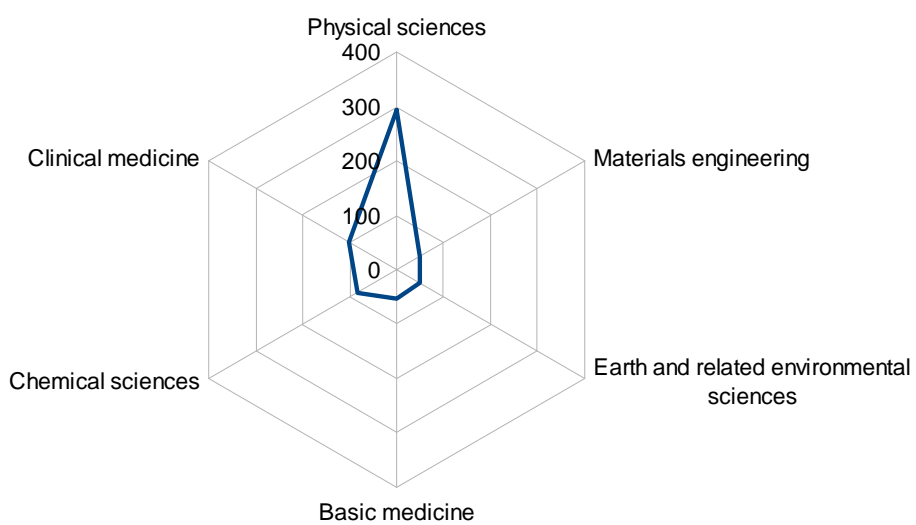 Physical sciences
400
300
Clinical medicine
200
Materials engineering
100
0
Chemical sciences
Earth and related environmental
sciences
Basic medicine